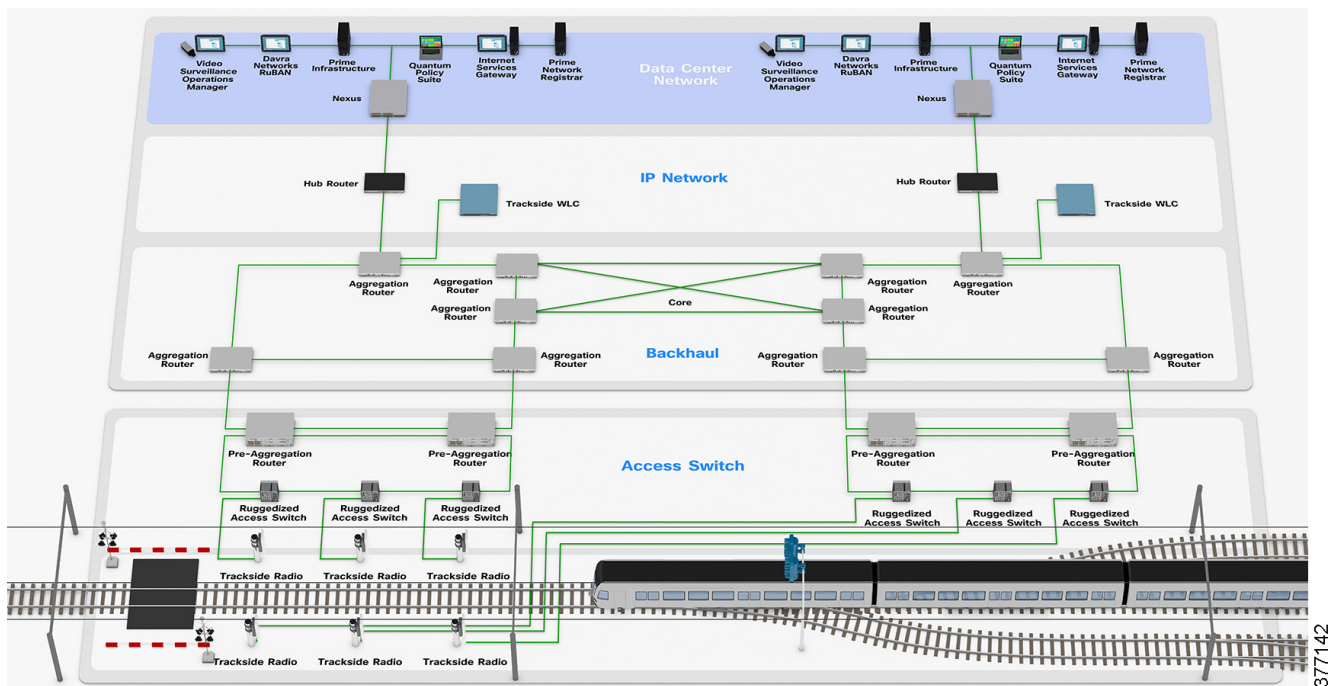 Video
Surveillance
Operations
Manager
Davra
Networks
RuBAN
Prime
Infrastructure
Quantum
Policy
Suite
Internet
Services
Gateway
Prime
Network
Registrar
Data Center
Network
Video
Surveillance
Operations
Manager
Davra
Networks
RuBAN
Prime
Infrastructure
Quantum
Policy
Suite
Internet
Services
Gateway
Prime
Network
Registrar
Nexus
Nexus
Hub Router
IP Network
Hub Router
Trackside WLC
Trackside WLC
Aggregation
Router
Aggregation
Router
Aggregation
Router
Aggregation
Router
Aggregation
Router
Core
Aggregation
Router
Aggregation
Router
Aggregation
Router
Backhaul
Aggregation
Router
Aggregation
Router
Pre-Aggregation
Router
Pre-Aggregation
Router
Access Switch
Pre-Aggregation
Router
Pre-Aggregation
Router
Ruggedized
Access Switch
Ruggedized
Access Switch
Ruggedized
Access Switch
Ruggedized
Access Switch
Ruggedized
Access Switch
Ruggedized
Access Switch
Trackside Radio
Trackside Radio
Trackside Radio
Trackside Radio
Trackside Radio
Trackside Radio
377142